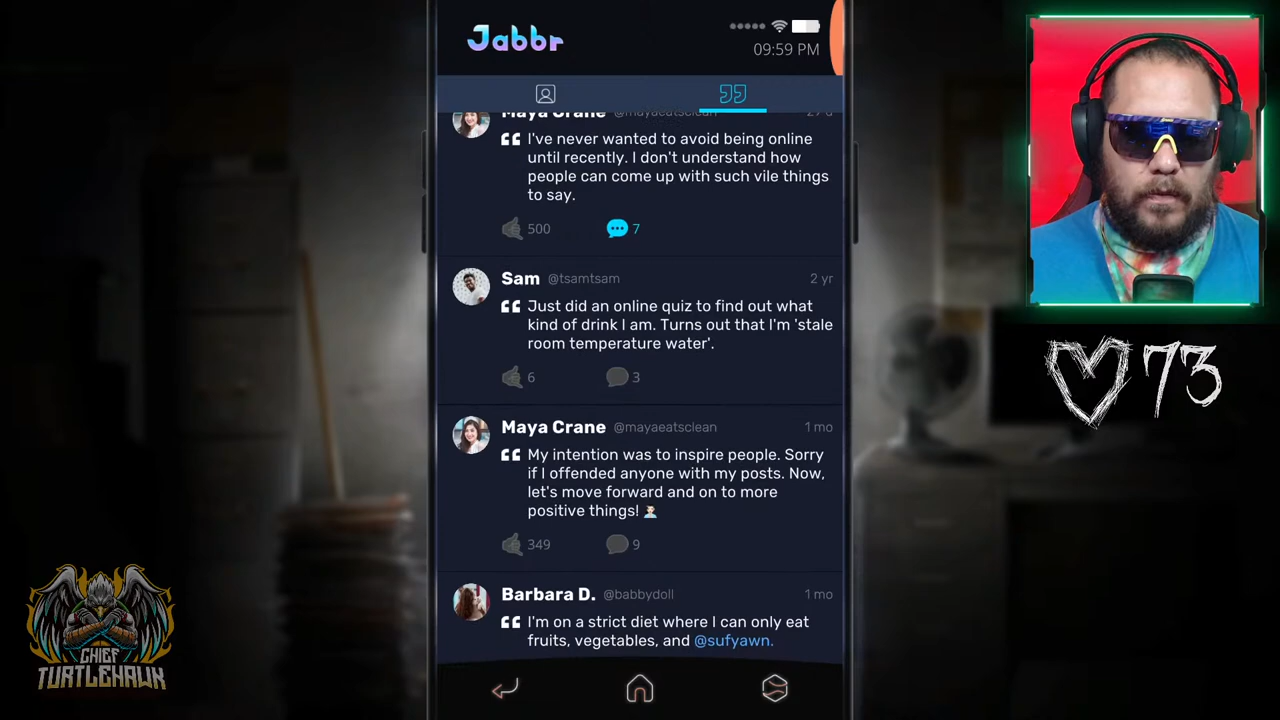 Jabbr
09:59 PM
Maya Crane @mayaeatsclean 29 d
I've never wanted to avoid being online
until recently. I don't understand how
people can come up with such vile things
to say.
500 7
Sam @tsamtsam 2 yr
Just did an online quiz to find out what
kind of drink I am. Turns out that I'm 'stale
room temperature water'.
6 3
Maya Crane @mayaeatsclean 1 mo
My intention was to inspire people. Sorry
if I offended anyone with my posts. Now,
let's move forward and on to more
positive things!
349 9
Barbara D. @babbydoll 1 mo
I'm on a strict diet where I can only eat
fruits, vegetables, and @sufyawn.
73
CHIEF
TURTLEHAWK